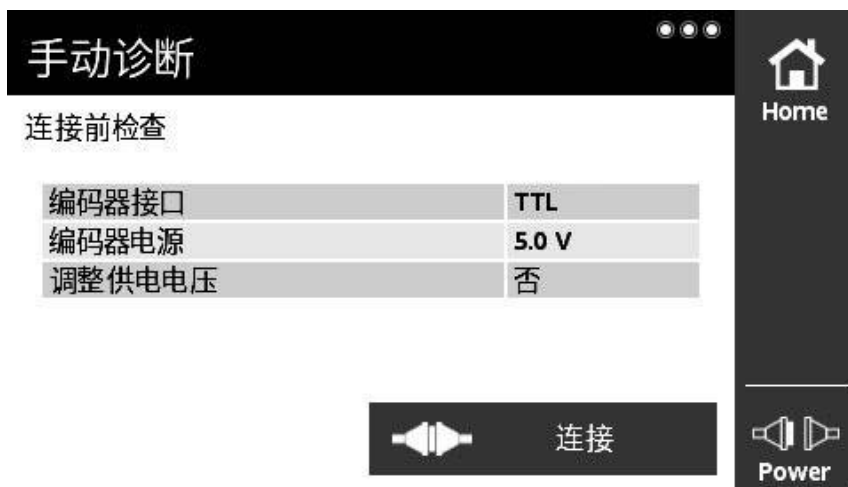 手动诊断
Home
连接前检查
编码器接口 TTL
编码器电源 5.0 V
调整供电电压 否
连接
Power